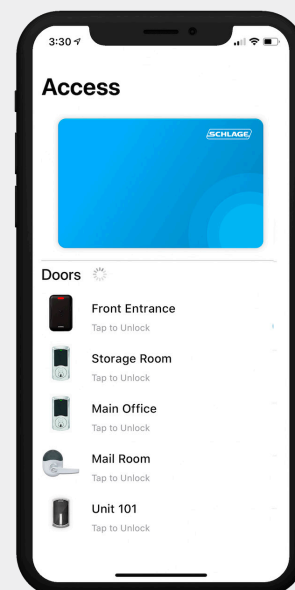 3:30
Access
SCHLAGE
Doors
Front Entrance
Tap to Unlock
Storage Room
Tap to Unlock
Main Office
Tap to Unlock
Mail Room
Tap to Unlock
Unit 101
Tap to Unlock